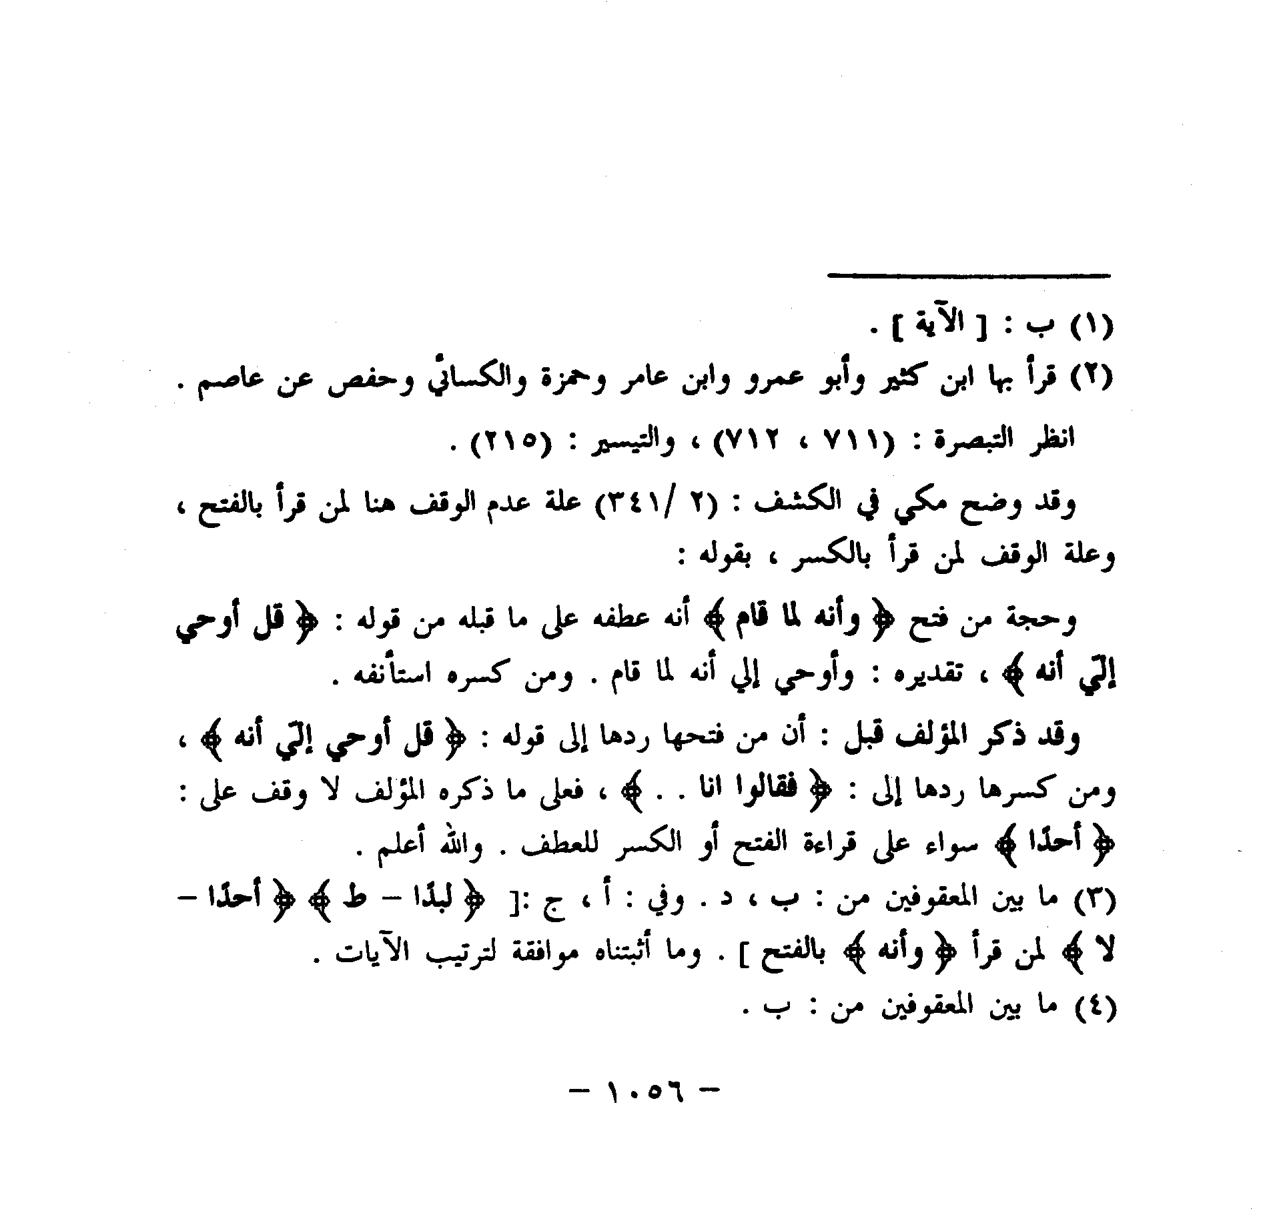 (١) ب : [ الآية ] .
(٢) قرأ بها ابن كثير وأبو عمرو وابن عامر وحمزة والكسائي وحفص عن عاصم .
انظر التبصرة : (٧١١ ، ٧١٢) ، والتيسير : (٢١٥) .
وقد وضح مكي في الكشف : (٢ /٣٤١) علة عدم الوقف هنا لمن قرأ بالفتح ،
وعلة الوقف لمن قرأ بالكسر ، بقوله :
وحجة من فتح ﴿ وأنه لما قام ﴾ أنه عطفه على ما قبله من قوله : ﴿ قل أوحي
إليّ أنه ﴾ ، تقديره : وأوحي إلي أنه لما قام . ومن كسره استأنفه .
وقد ذكر المؤلف قبل : أن من فتحها ردها إلى قوله : ﴿ قل أوحي إليّ أنه ﴾ ،
ومن كسرها ردها إلى : ﴿ فقالوا انا . . ﴾ ، فعلى ما ذكره المؤلف لا وقف على :
﴿ أحدًا ﴾ سواء على قراءة الفتح أو الكسر للعطف . والله أعلم .
(٣) ما بين المعقوفين من : ب ، د . وفي : أ ، ج :[ ﴿ لبدًا – ط ﴾ ﴿ أحدًا –
لا ﴾ لمن قرأ ﴿ وأنه ﴾ بالفتح ] . وما أثبتناه موافقة لترتيب الآيات .
(٤) ما بين المعقوفين من : ب .
– ١٠٥٦ –